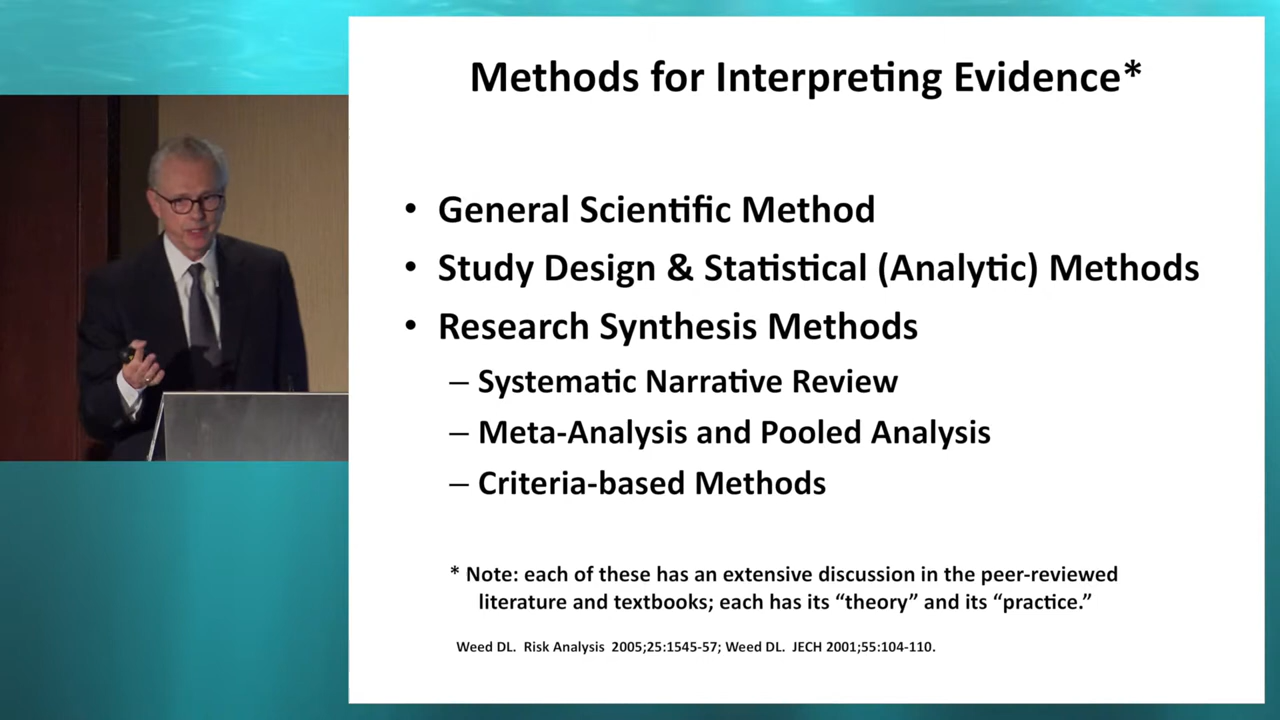 Methods for Interpreting Evidence*
• General Scientific Method
• Study Design & Statistical (Analytic) Methods
• Research Synthesis Methods
– Systematic Narrative Review
– Meta-Analysis and Pooled Analysis
– Criteria-based Methods
* Note: each of these has an extensive discussion in the peer-reviewed
literature and textbooks; each has its “theory” and its “practice.”
Weed DL. Risk Analysis 2005;25:1545-57; Weed DL. JECH 2001;55:104-110.